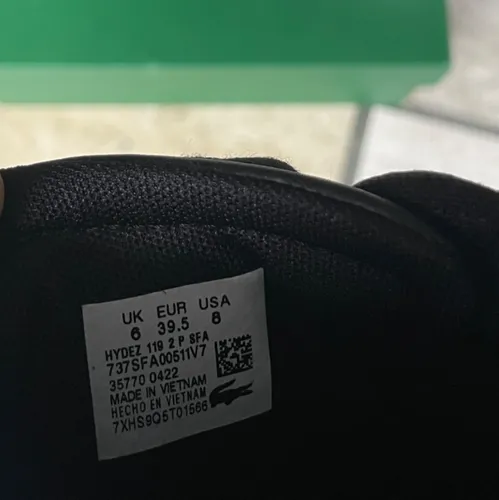 UK EUR USA
6 39.5 8
HYDEZ 119 2 P SFA
737SFA00511V7
35770 0422
MADE IN VIETNAM
HECHO EN VIETNAM
7XHS9Q5T01566